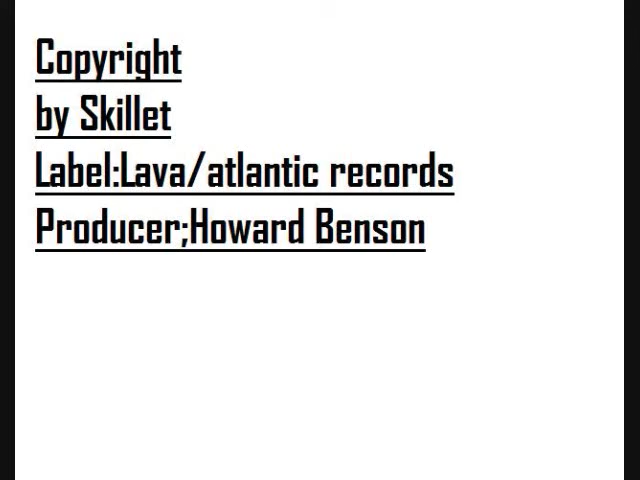 Copyright
by Skillet
Label:Lava/atlantic records
Producer;Howard Benson